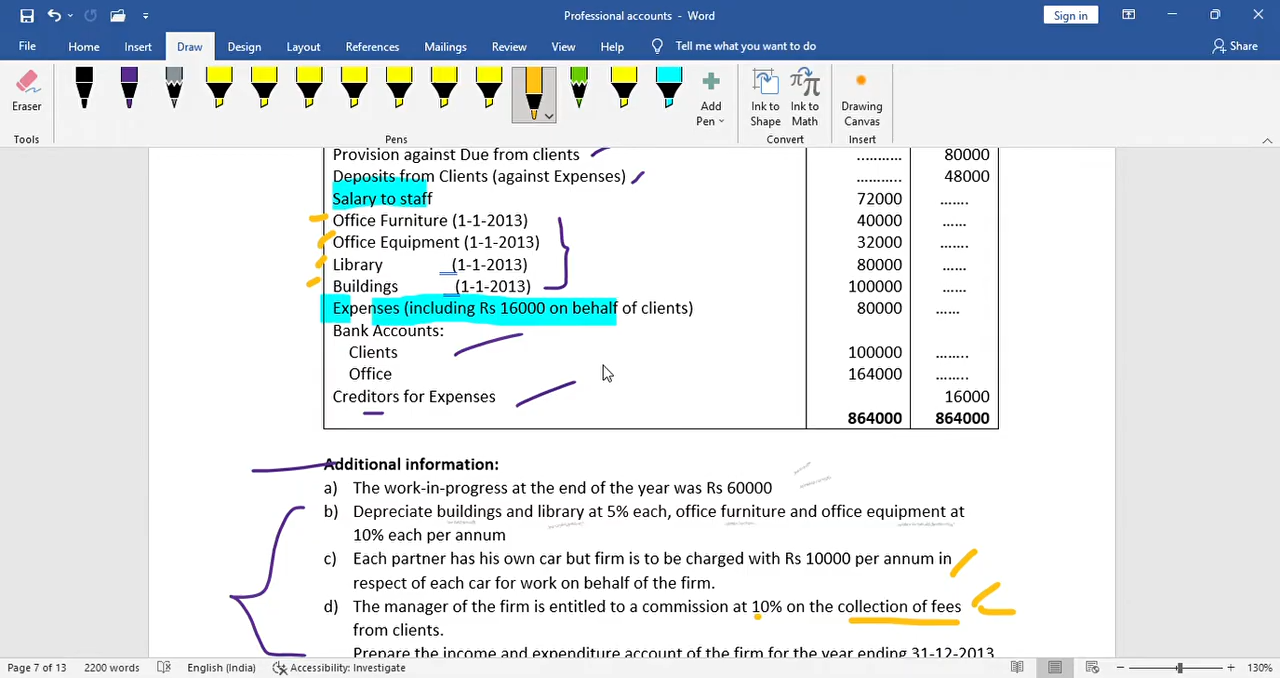 Professional accounts - Word
Sign in
File Home Insert Draw Design Layout References Mailings Review View Help Tell me what you want to do Share
Eraser
Add Pen
Ink to Shape
Ink to Math
Drawing Canvas
Tools Pens Convert Insert
Provision against Due from clients ........... 80000
Deposits from Clients (against Expenses) ........... 48000
Salary to staff 72000 .......
Office Furniture (1-1-2013) 40000 ......
Office Equipment (1-1-2013) 32000 .......
Library (1-1-2013) 80000 ......
Buildings (1-1-2013) 100000 ......
Expenses (including Rs 16000 on behalf of clients) 80000 ......
Bank Accounts:
Clients 100000 ........
Office 164000 ........
Creditors for Expenses 16000
864000 864000
Additional information:
a) The work-in-progress at the end of the year was Rs 60000
b) Depreciate buildings and library at 5% each, office furniture and office equipment at
10% each per annum
c) Each partner has his own car but firm is to be charged with Rs 10000 per annum in
respect of each car for work on behalf of the firm.
d) The manager of the firm is entitled to a commission at 10% on the collection of fees
from clients.
Prepare the income and expenditure account of the firm for the year ending 31-12-2013
Page 7 of 13 2200 words English (India) Accessibility: Investigate 130%